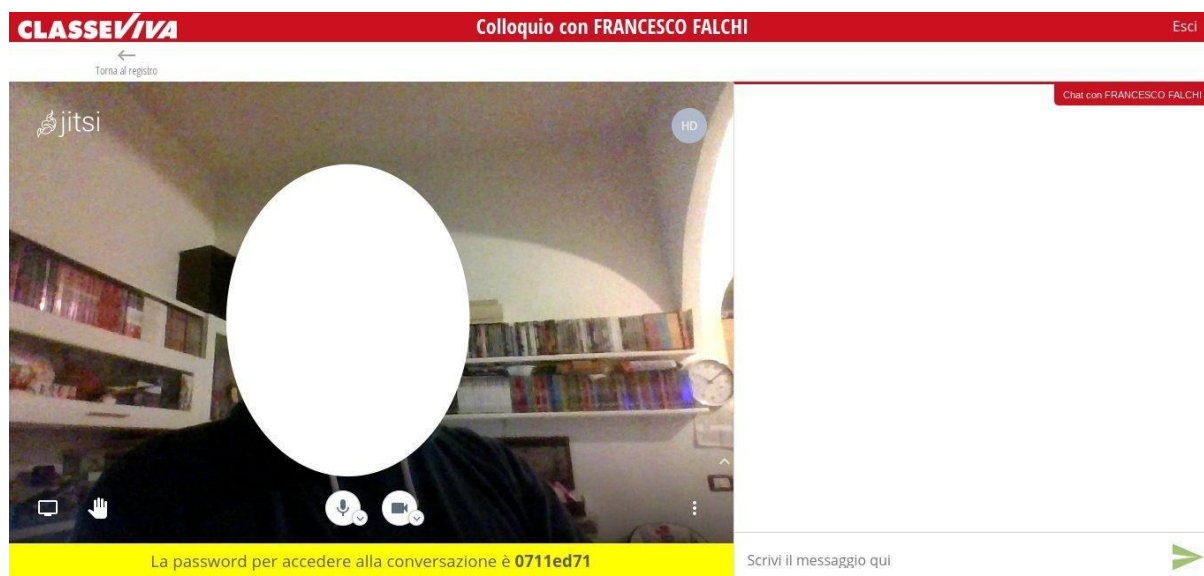 CLASSEVIVA
Colloquio con FRANCESCO FALCHI
Esci
Torna al registro
jitsi
HD
Chat con FRANCESCO FALCHI
La password per accedere alla conversazione è 0711ed71
Scrivi il messaggio qui